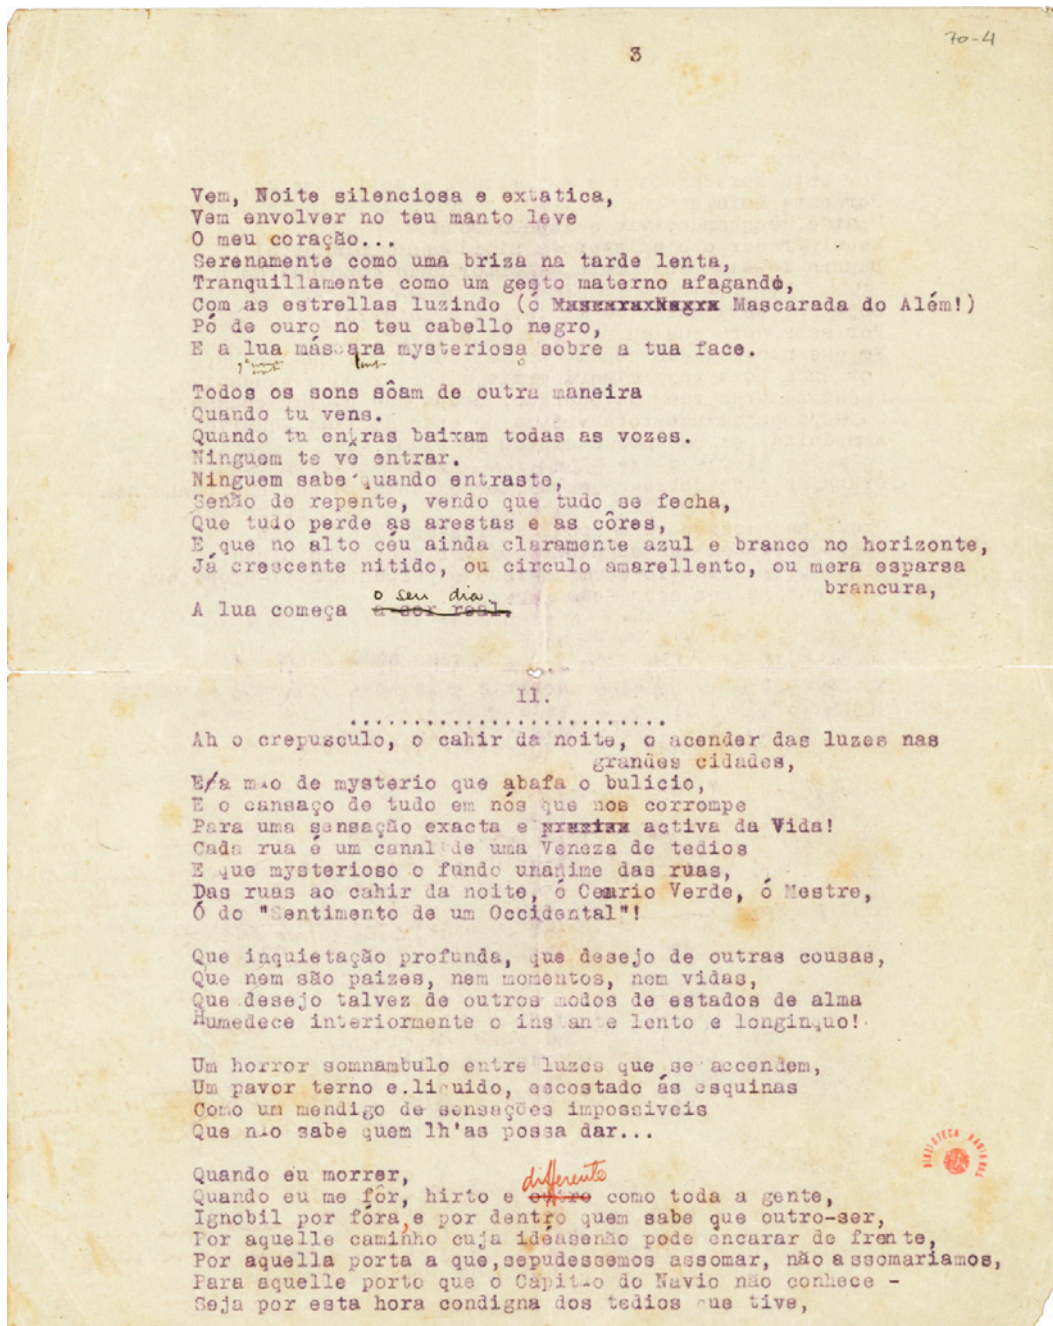 70-4
3
Vem, Noite silenciosa e extatica,
Vem envolver no teu manto leve
O meu coração...
Serenamente como uma briza na tarde lenta,
Tranquillamente como um gesto materno afagando,
Com as estrellas luzindo (ó Mascarada do Além!)
Pó de ouro no teu cabello negro,
E a lua máscara mysteriosa sobre a tua face.
Todos os sons sôam de outra maneira
Quando tu vens.
Quando tu entras baixam todas as vozes.
Ninguem te ve entrar.
Ninguem sabe quando entraste,
Senão de repente, vendo que tudo se fecha,
Que tudo perde as arestas e as côres,
E que no alto céu ainda claramente azul e branco no horizonte,
Já crescente nitido, ou circulo amarellento, ou mera esparsa
brancura,
o seu dia.
A lua começa a ser real.
II.
.........................
Ah o crepusculo, o cahir da noite, o acender das luzes nas
grandes cidades,
E/a mão de mysterio que abafa o bulicio,
E o cansaço de tudo em nós que nos corrompe
Para uma sensação exacta e activa da Vida!
Cada rua é um canal de uma Veneza de tedios
E que mysterioso o fundo unanime das ruas,
Das ruas ao cahir da noite, ó Cesario Verde, ó Mestre,
Ó do "Sentimento de um Occidental"!
Que inquietação profunda, que desejo de outras cousas,
Que nem são paizes, nem momentos, nem vidas,
Que desejo talvez de outros modos de estados de alma
Humedece interiormente o instante lento e longinquo!
Um horror somnambulo entre luzes que se accendem,
Um pavor terno e.liquido, escostado ás esquinas
Como um mendigo de sensações impossiveis
Que não sabe quem lh'as possa dar...
Quando eu morrer,
differente
Quando eu me fôr, hirto e outro como toda a gente,
Ignobil por fóra, e por dentro quem sabe que outro-ser,
Por aquelle caminho cuja idéasenão pode encarar de frente,
Por aquella porta a que,sepudessemos assomar, não assomariamos,
Para aquelle porto que o Capitão do Navio não conhece -
Seja por esta hora condigna dos tedios que tive,